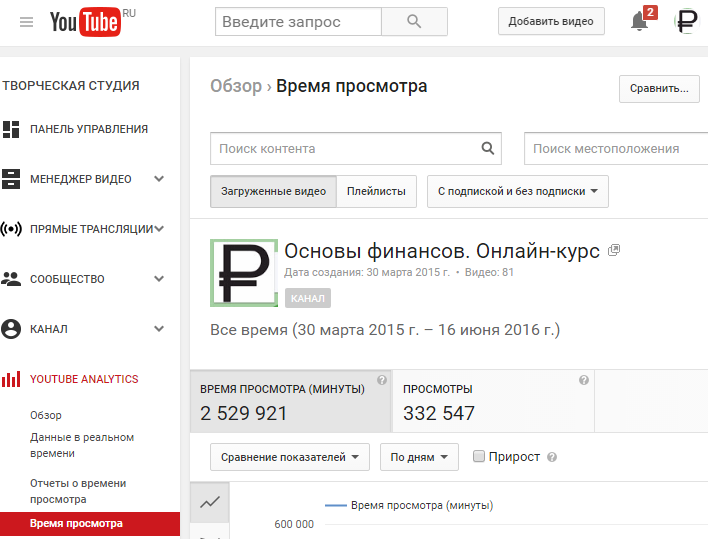 YouTube RU
Введите запрос
Добавить видео
2
₽
ТВОРЧЕСКАЯ СТУДИЯ
ПАНЕЛЬ УПРАВЛЕНИЯ
МЕНЕДЖЕР ВИДЕО
ПРЯМЫЕ ТРАНСЛЯЦИИ
СООБЩЕСТВО
КАНАЛ
YOUTUBE ANALYTICS
Обзор
Данные в реальном
времени
Отчеты о времени
просмотра
Время просмотра
Обзор › Время просмотра
Сравнить...
Поиск контента
Поиск местоположения
Загруженные видео
Плейлисты
С подпиской и без подписки
₽
Основы финансов. Онлайн-курс
Дата создания: 30 марта 2015 г. • Видео: 81
КАНАЛ
Все время (30 марта 2015 г. – 16 июня 2016 г.)
ВРЕМЯ ПРОСМОТРА (МИНУТЫ) ?
2 529 921
ПРОСМОТРЫ ?
332 547
Сравнение показателей
По дням
Прирост ?
Время просмотра (минуты)
600 000